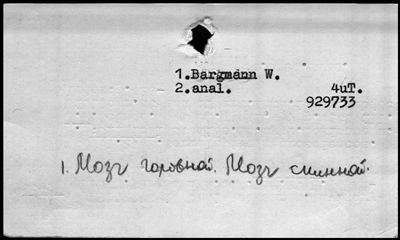 1.Bargmann W.
2.anal. 4uT.
929733
1. Мозг головной. Мозг спинной.